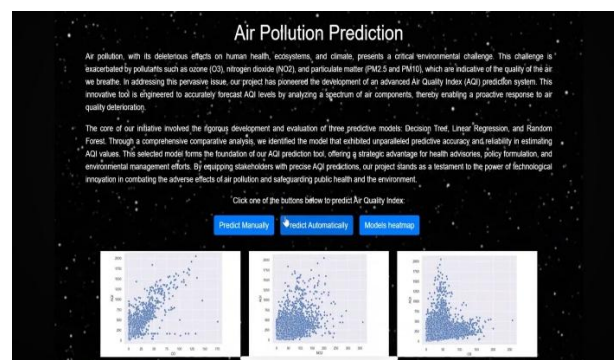 Air Pollution Prediction
Air pollution, with its deleterious effects on human health, ecosystems, and climate, presents a critical environmental challenge. This challenge is
exacerbated by pollutants such as ozone (O3), nitrogen dioxide (NO2), and particulate matter (PM2.5 and PM10), which are indicative of the quality of the air
we breathe. In addressing this pervasive issue, our project has pioneered the development of an advanced Air Quality Index (AQI) prediction system. This
innovative tool is engineered to accurately forecast AQI levels by analyzing a spectrum of air components, thereby enabling a proactive response to air
quality deterioration.
The core of our initiative involved the rigorous development and evaluation of three predictive models: Decision Tree, Linear Regression, and Random
Forest. Through a comprehensive comparative analysis, we identified the model that exhibited unparalleled predictive accuracy and reliability in estimating
AQI values. This selected model forms the foundation of our AQI prediction tool, offering a strategic advantage for health advisories, policy formulation, and
environmental management efforts. By equipping stakeholders with precise AQI predictions, our project stands as a testament to the power of technological
innovation in combating the adverse effects of air pollution and safeguarding public health and the environment.
Click one of the buttons below to predict Air Quality Index:
Predict Manually Predict Automatically Models heatmap